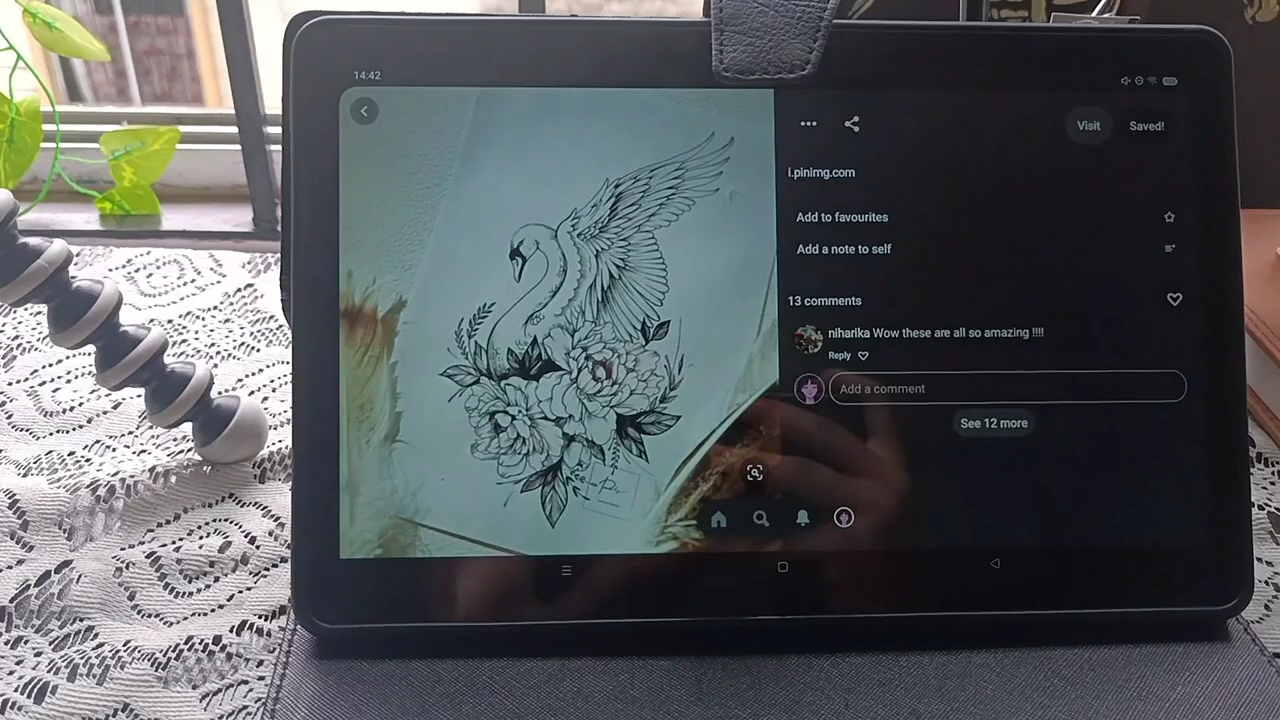 14:42
Visit
Saved!
i.pinimg.com
Add to favourites
Add a note to self
13 comments
niharika Wow these are all so amazing !!!!
Reply
Add a comment
See 12 more